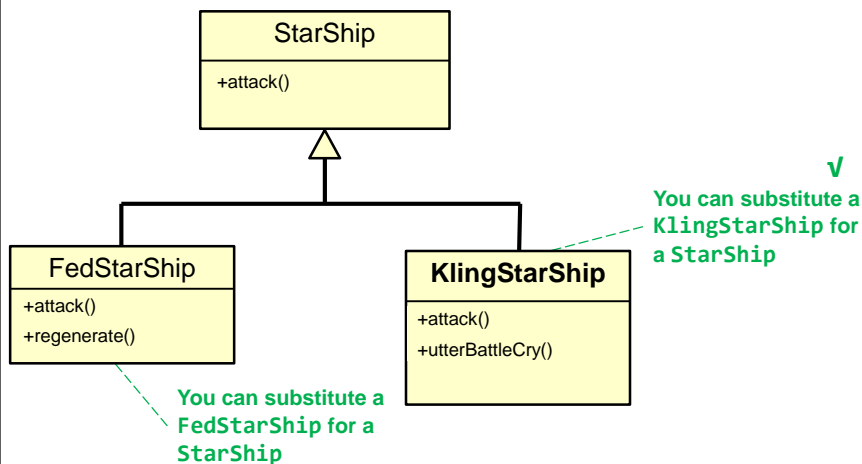 StarShip
+attack()
√
You can substitute a
KlingStarShip for
a StarShip
FedStarShip
+attack()
+regenerate()
KlingStarShip
+attack()
+utterBattleCry()
You can substitute a
FedStarShip for a
StarShip